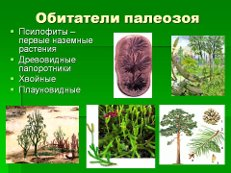 Обитатели палеозоя
Псилофиты –
первые наземные
растения
Древовидные
папоротники
Хвойные
Плауновидные